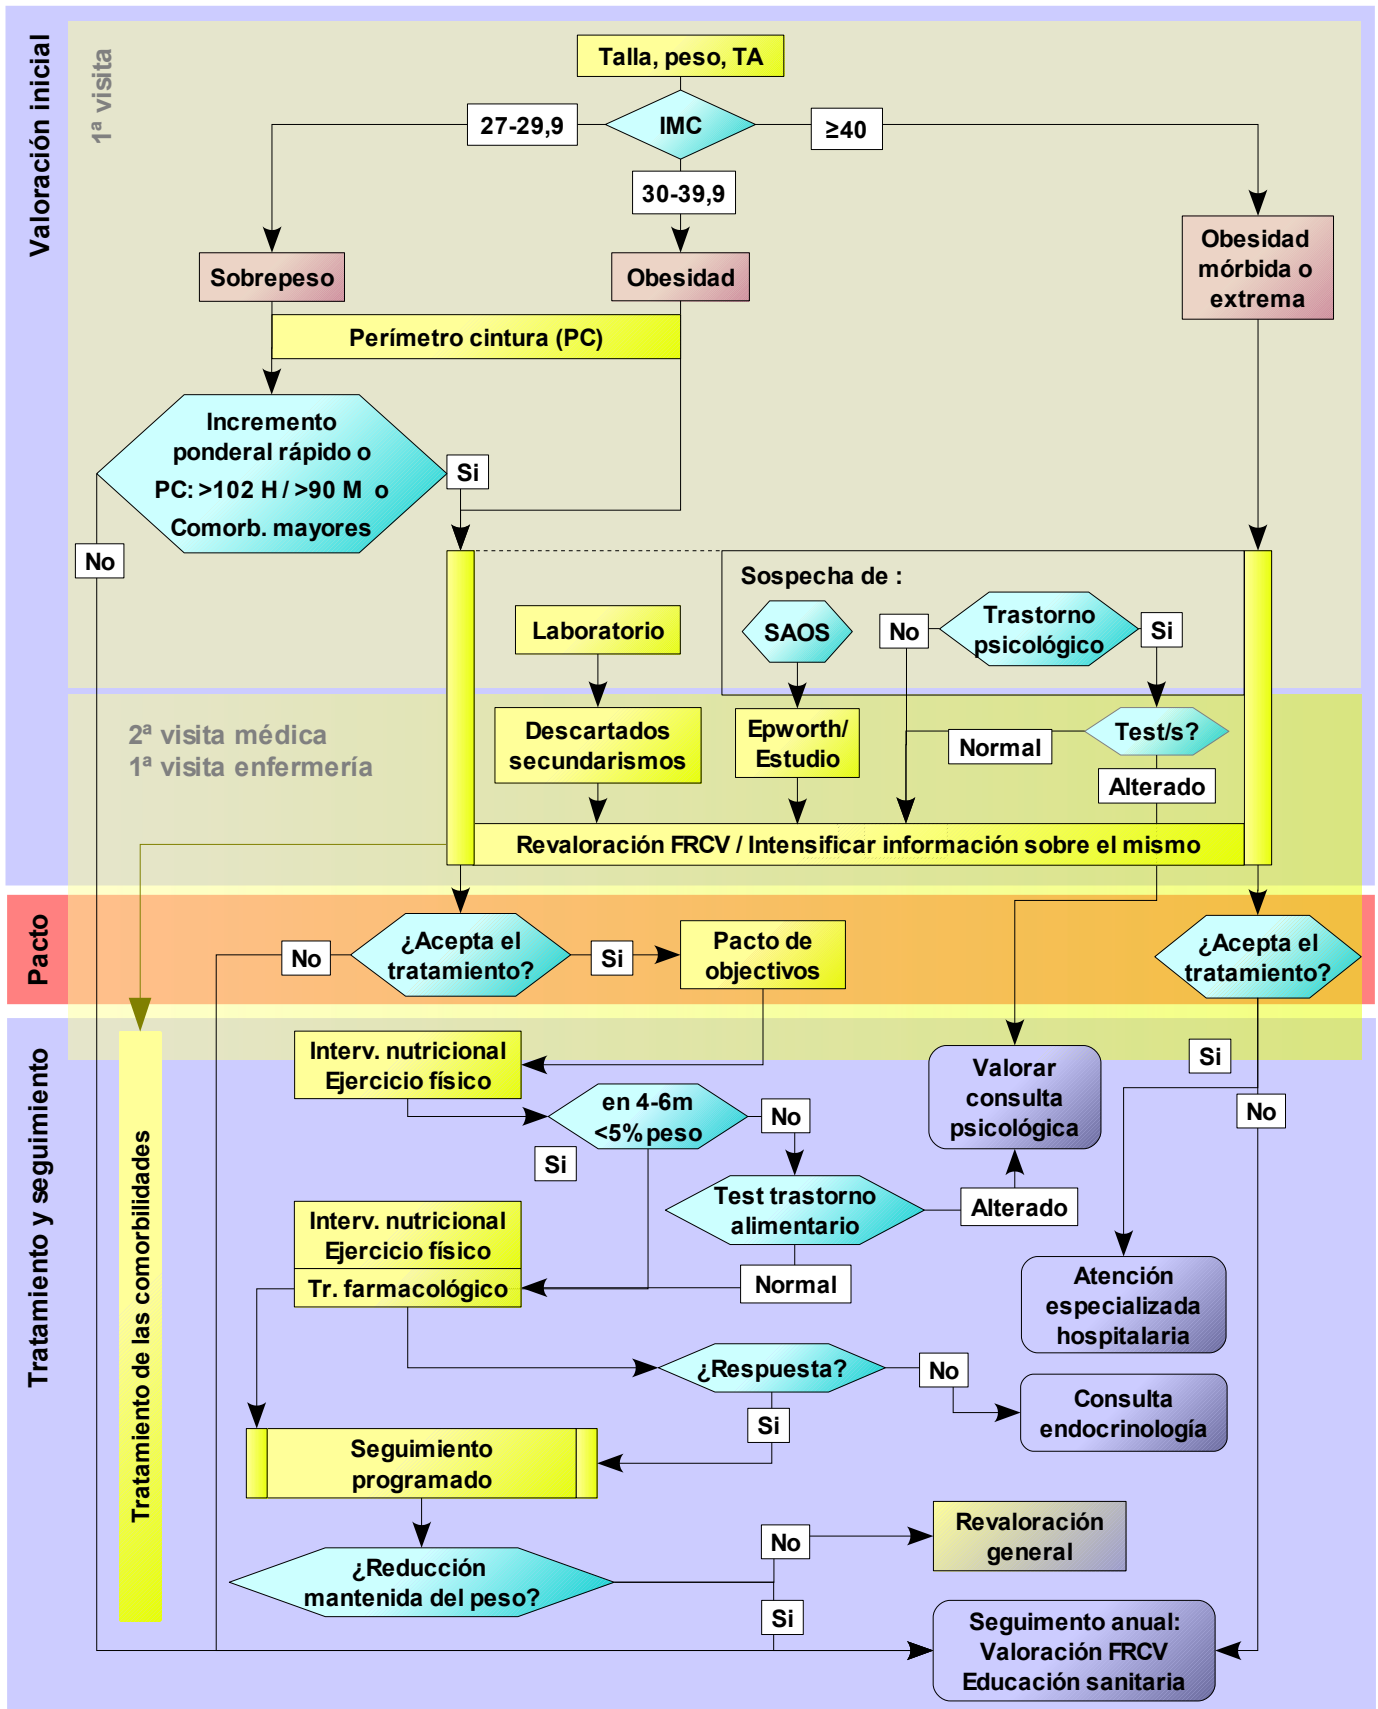 Valoración inicial
1ª visita
Talla, peso, TA
IMC
27-29,9
≥40
30-39,9
Sobrepeso
Obesidad
Obesidad
mórbida o
extrema
Perímetro cintura (PC)
Incremento
ponderal rápido o
PC: >102 H / >90 M o
Comorb. mayores
Si
No
Sospecha de :
Laboratorio
SAOS
No
Trastorno
psicológico
Si
2ª visita médica
1ª visita enfermería
Descartados
secundarismos
Epworth/
Estudio
Normal
Test/s?
Alterado
Revaloración FRCV / Intensificar información sobre el mismo
Pacto
No
¿Acepta el
tratamiento?
Si
Pacto de
objectivos
¿Acepta el
tratamiento?
Tratamiento y seguimiento
Tratamiento de las comorbilidades
Interv. nutricional
Ejercicio físico
en 4-6m
<5% peso
No
Si
Valorar
consulta
psicológica
Si
No
Test trastorno
alimentario
Alterado
Interv. nutricional
Ejercicio físico
Tr. farmacológico
Normal
Atención
especializada
hospitalaria
¿Respuesta?
No
Si
Consulta
endocrinología
Seguimiento
programado
¿Reducción
mantenida del peso?
No
Si
Revaloración
general
Seguimento anual:
Valoración FRCV
Educación sanitaria